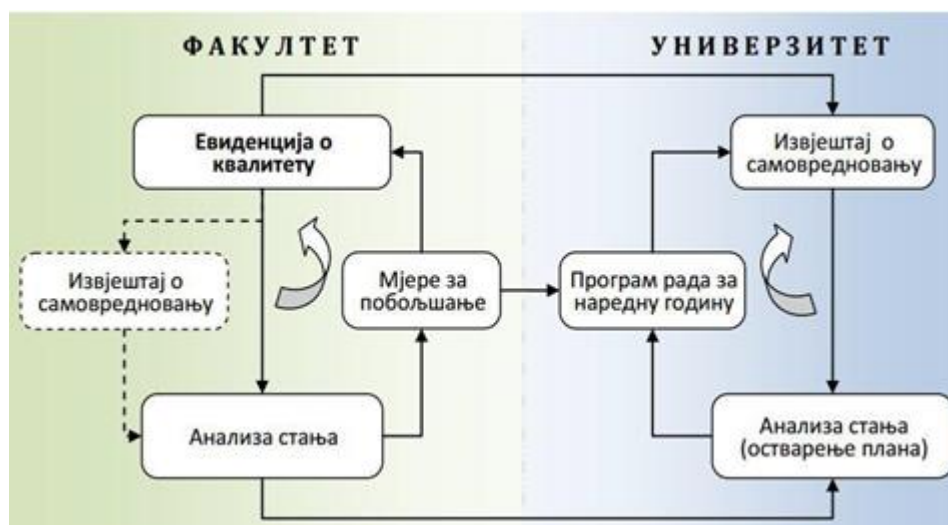 ФАКУЛТЕТ
УНИВЕРЗИТЕТ
Евиденција о
квалитету
Извјештај о
самовредновању
Извјештај о
самовредновању
Мјере за
побољшање
Програм рада за
наредну годину
Анализа стања
Анализа стања
(остварење плана)